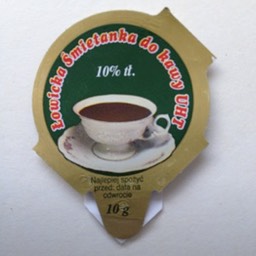 Łowicka Śmietanka do kawy UHT
10% tł.
Najlepiej spożyć
przed: data na
odwrocie
10 g